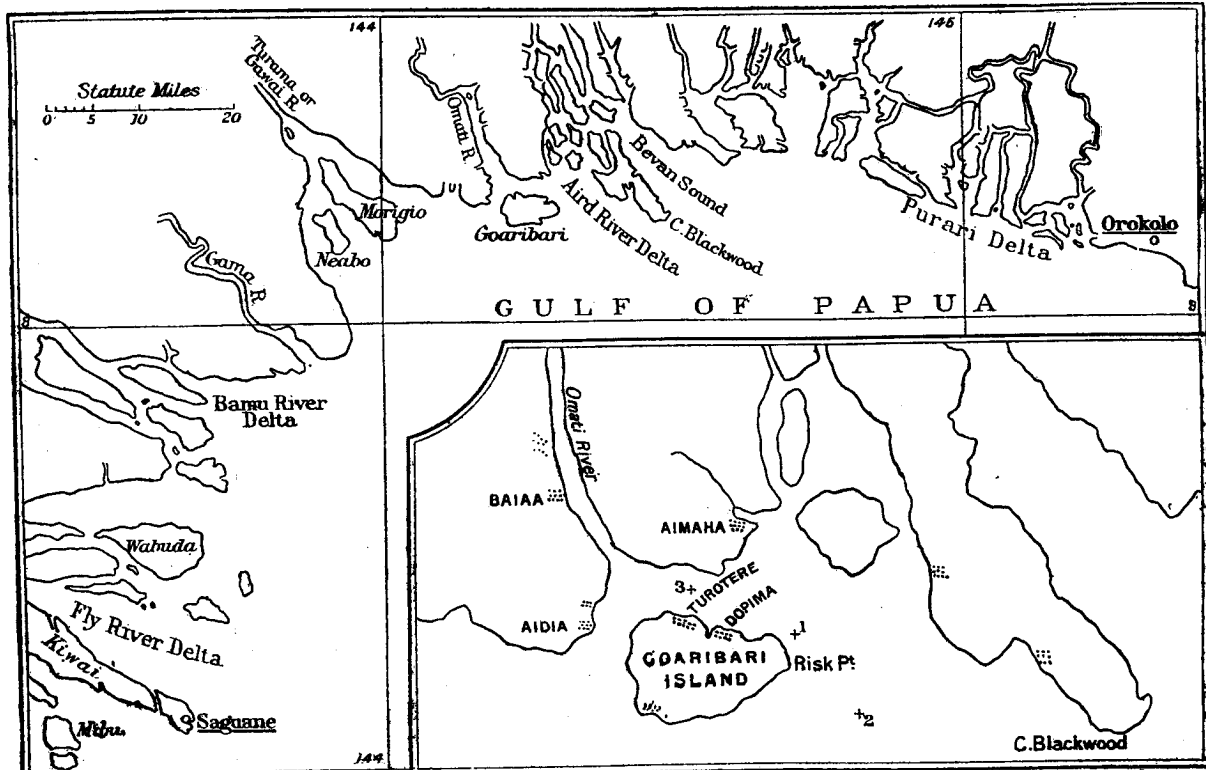 144
146
Turama or
Gawai R.
Statute Miles
0 5 10 20
Omati R.
Bevan Sound
Morigio
Goaribari
Aird River Delta
C. Blackwood
Purari Delta
Orokolo
Neabo
Gama R.
8
GULF OF PAPUA
8
Bamu River
Delta
Wabuda
Fly River Delta
Kiwai
Saguane
Mibu.
144
Omati River
BAIAA
AIMAHA
3+
TUROTERE
DOPIMA
AIDIA
+1
GOARIBARI
ISLAND
Risk Pt.
+2
C. Blackwood